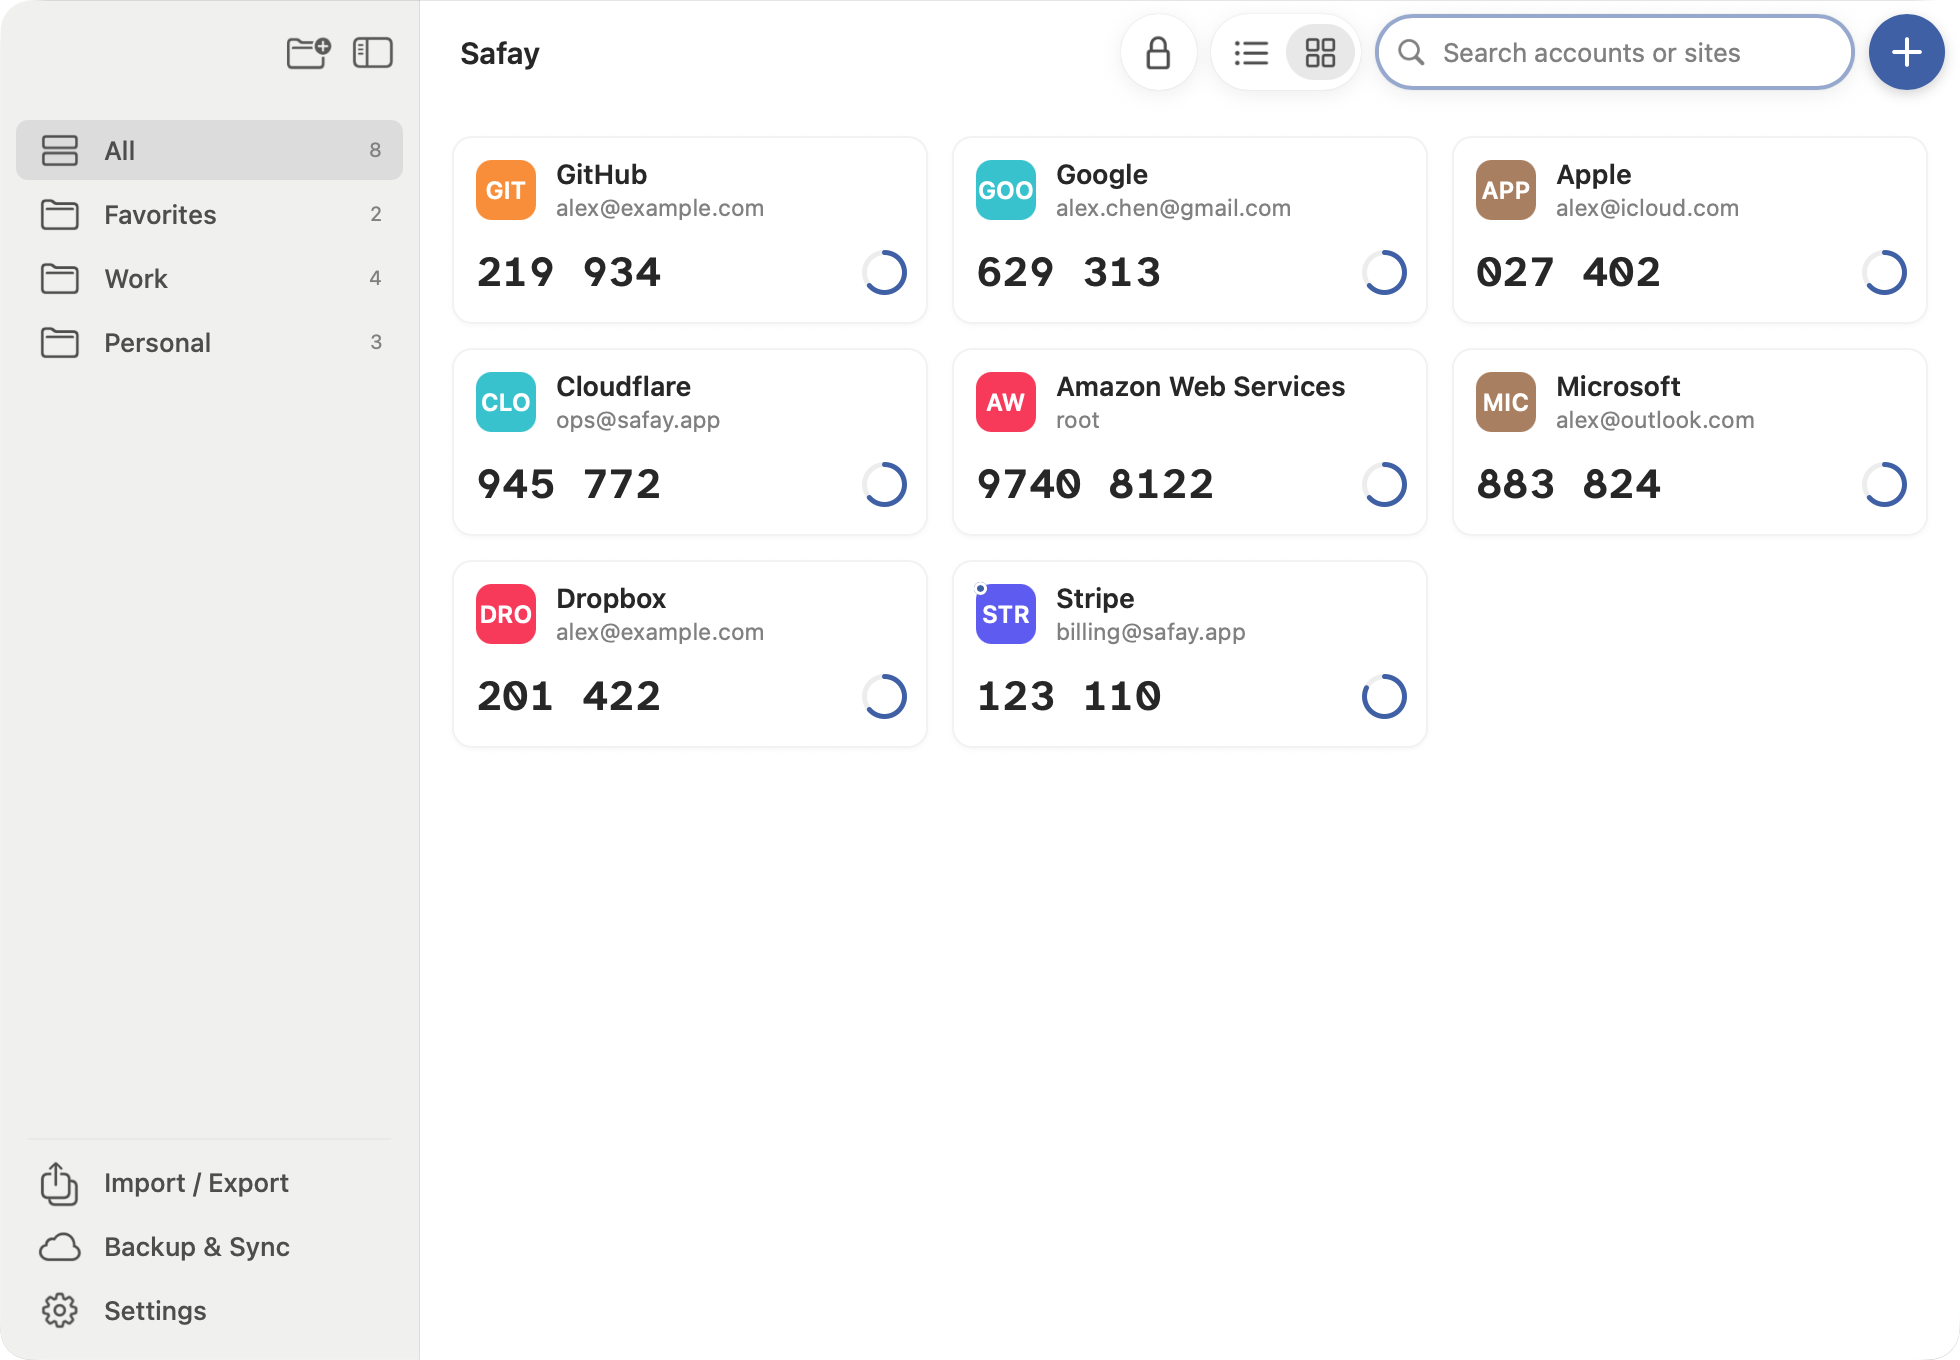 Safay
Search accounts or sites
All 8
Favorites 2
Work 4
Personal 3
Import / Export
Backup & Sync
Settings
GIT
GitHub
alex@example.com
219 934
GOO
Google
alex.chen@gmail.com
629 313
APP
Apple
alex@icloud.com
027 402
CLO
Cloudflare
ops@safay.app
945 772
AW
Amazon Web Services
root
9740 8122
MIC
Microsoft
alex@outlook.com
883 824
DRO
Dropbox
alex@example.com
201 422
STR
Stripe
billing@safay.app
123 110